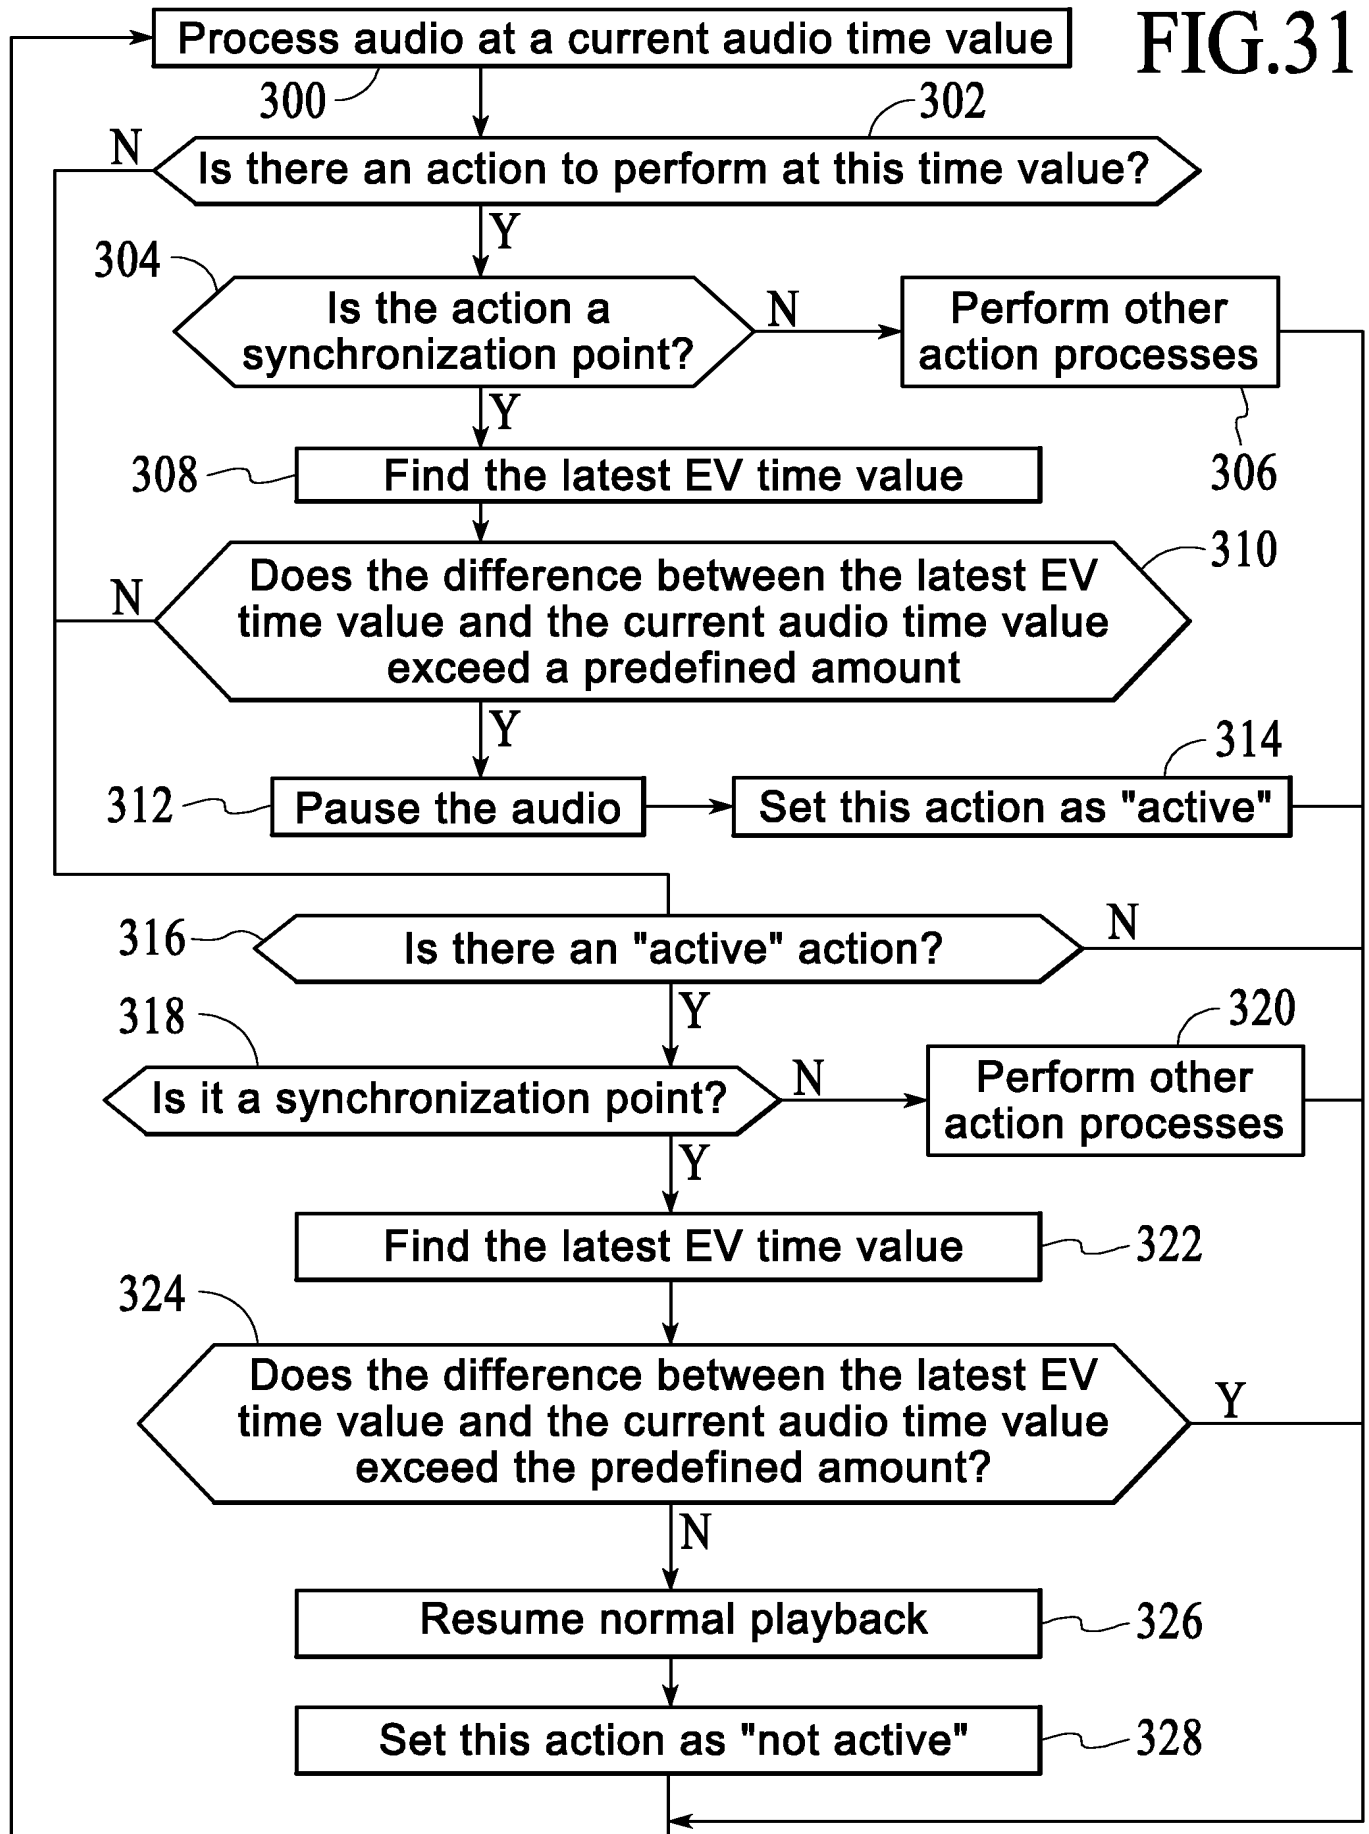 FIG.31
Process audio at a current audio time value
300
302
N
Is there an action to perform at this time value?
Y
304
Is the action a
synchronization point?
N
Perform other
action processes
306
Y
308
Find the latest EV time value
310
N
Does the difference between the latest EV
time value and the current audio time value
exceed a predefined amount
Y
314
312
Pause the audio
Set this action as "active"
316
Is there an "active" action?
N
Y
318
320
Is it a synchronization point?
N
Perform other
action processes
Y
Find the latest EV time value
322
324
Does the difference between the latest EV
time value and the current audio time value
exceed the predefined amount?
Y
N
Resume normal playback
326
Set this action as "not active"
328